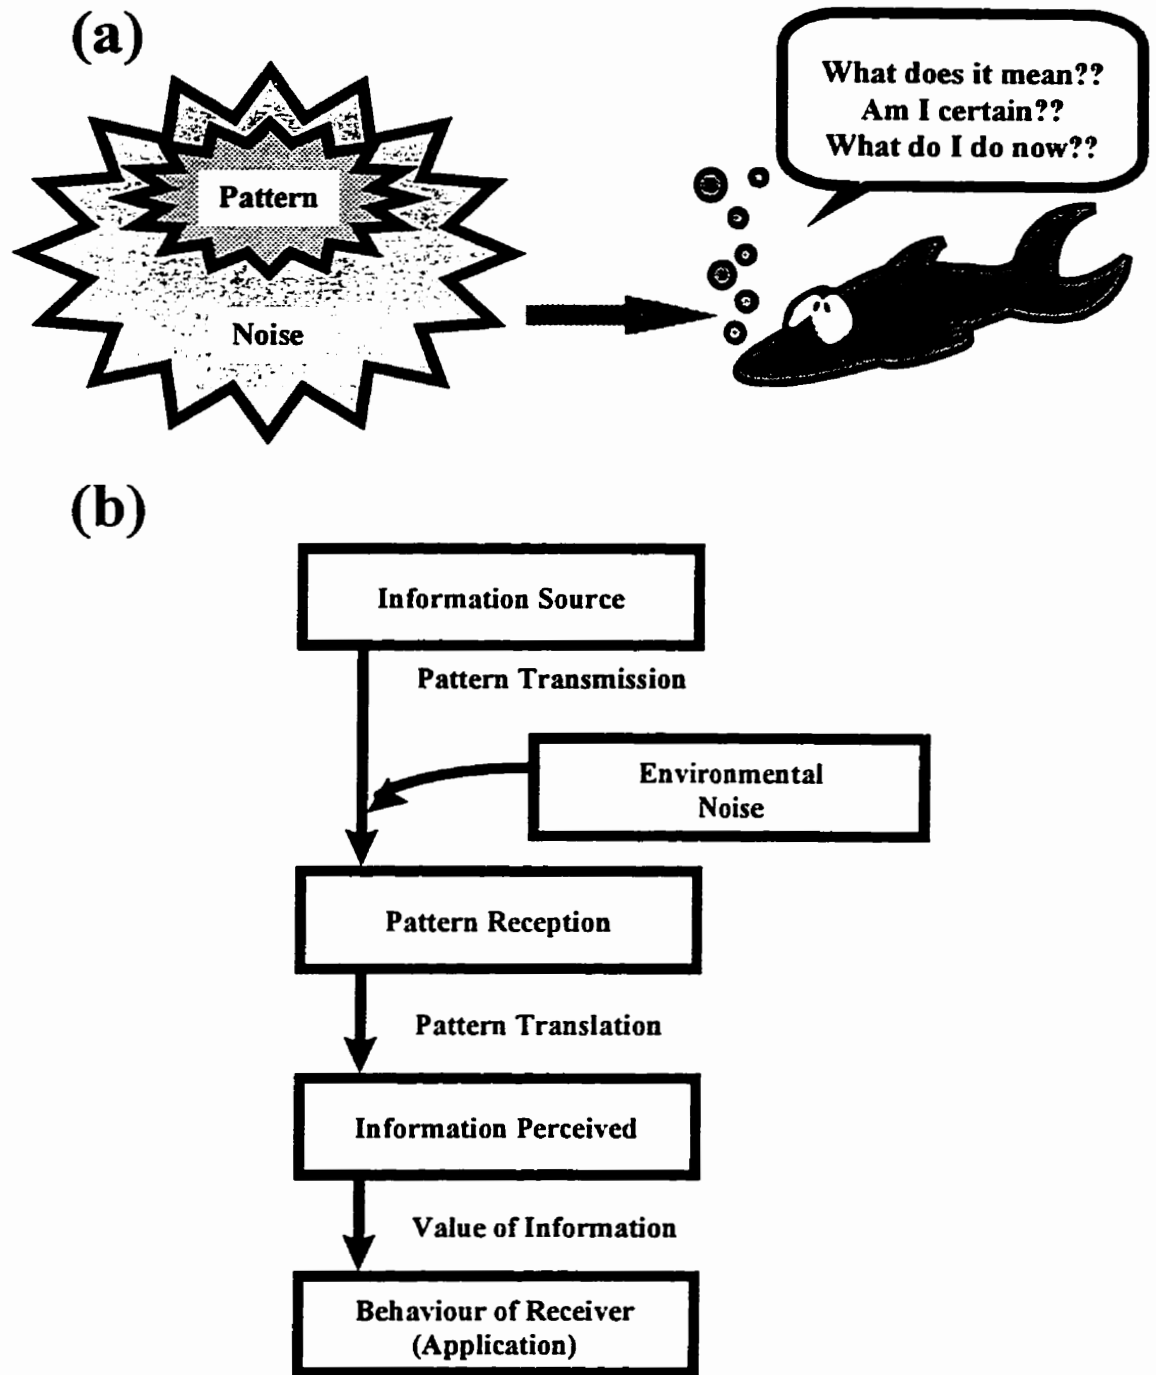 (a)
Pattern
Noise
What does it mean??
Am I certain??
What do I do now??
(b)
Information Source
Pattern Transmission
Environmental
Noise
Pattern Reception
Pattern Translation
Information Perceived
Value of Information
Behaviour of Receiver
(Application)